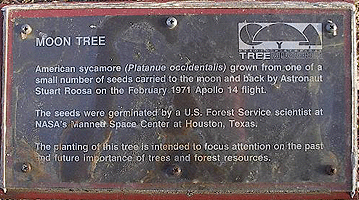 MOON TREE
TREE
American sycamore (Platanue occidentalis) grown from one of a
small number of seeds carried to the moon and back by Astronaut
Stuart Roosa on the February 1971 Apollo 14 flight.
The seeds were germinated by a U.S. Forest Service scientist at
NASA's Manned Space Center at Houston, Texas.
The planting of this tree is intended to focus attention on the past
and future importance of trees and forest resources.